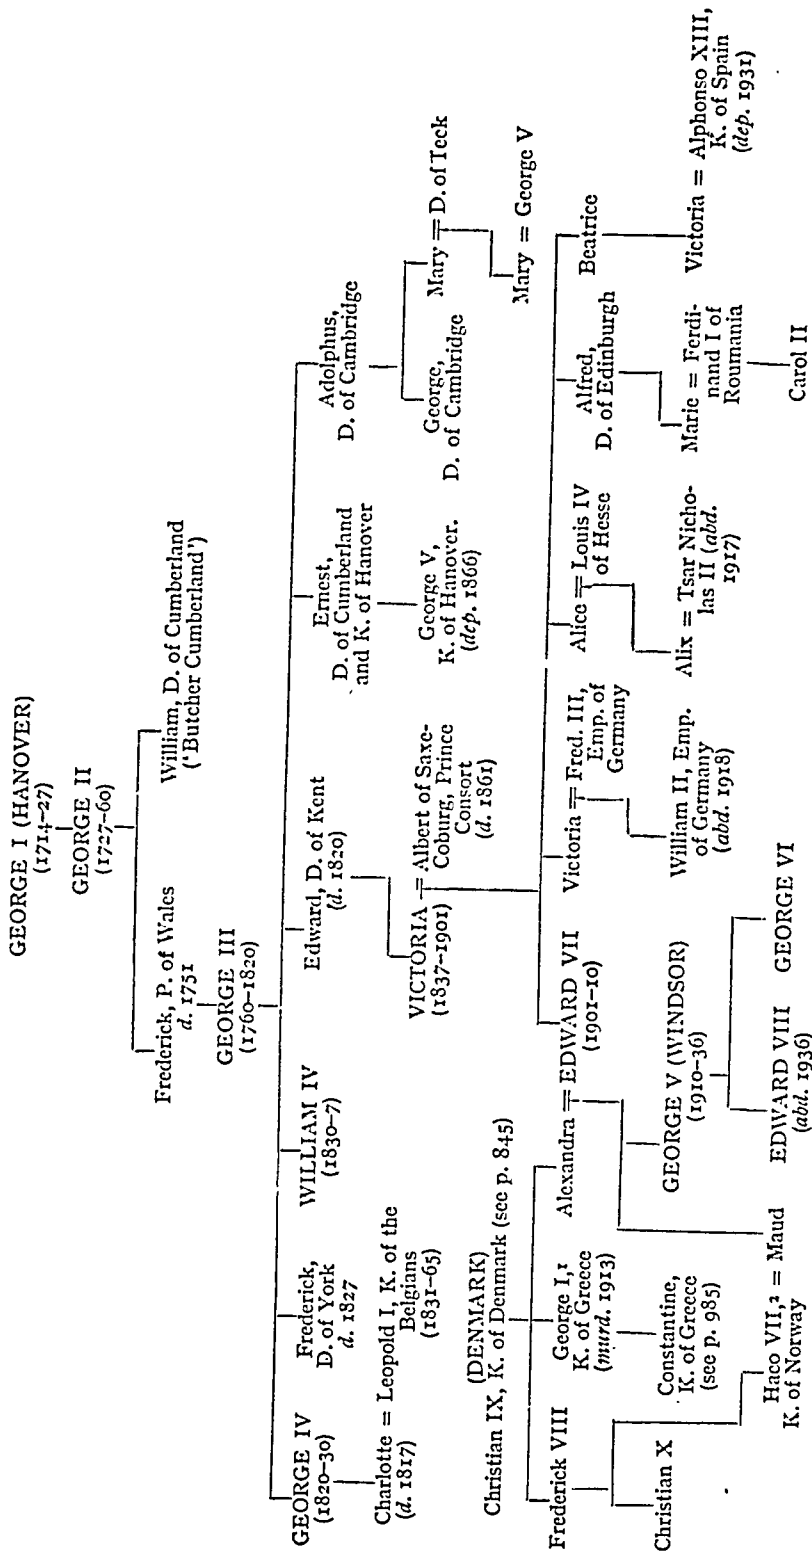 GEORGE I (HANOVER)
(1714–27)
GEORGE II
(1727–60)
Frederick, P. of Wales
d. 1751
William, D. of Cumberland
('Butcher Cumberland')
GEORGE III
(1760–1820)
GEORGE IV
(1820–30)
Frederick,
D. of York
d. 1827
WILLIAM IV
(1830–7)
Edward, D. of Kent
(d. 1820)
Ernest,
D. of Cumberland
and K. of Hanover
Adolphus,
D. of Cambridge
Charlotte = Leopold I, K. of the
(d. 1817)
Belgians
(1831–65)
VICTORIA = Albert of Saxe-
(1837–1901)
Coburg, Prince
Consort
(d. 1861)
George V,
K. of Hanover.
(dep. 1866)
George,
D. of Cambridge
Mary = D. of Teck
Mary = George V
(DENMARK)
Christian IX, K. of Denmark (see p. 845)
Frederick VIII
George I,¹
K. of Greece
(murd. 1913)
Alexandra = EDWARD VII
(1901–10)
Victoria = Fred. III,
Emp. of
Germany
Alice = Louis IV
of Hesse
Alfred,
D. of Edinburgh
Beatrice
Christian X
Constantine,
K. of Greece
(see p. 985)
GEORGE V (WINDSOR)
(1910–36)
William II, Emp.
of Germany
(abd. 1918)
Alix = Tsar Nicho-
las II (abd.
1917)
Marie = Ferdi-
nand I of
Roumania
Victoria = Alphonso XIII,
K. of Spain
(dep. 1931)
Haco VII,² = Maud
K. of Norway
EDWARD VIII
(abd. 1936)
GEORGE VI
Carol II